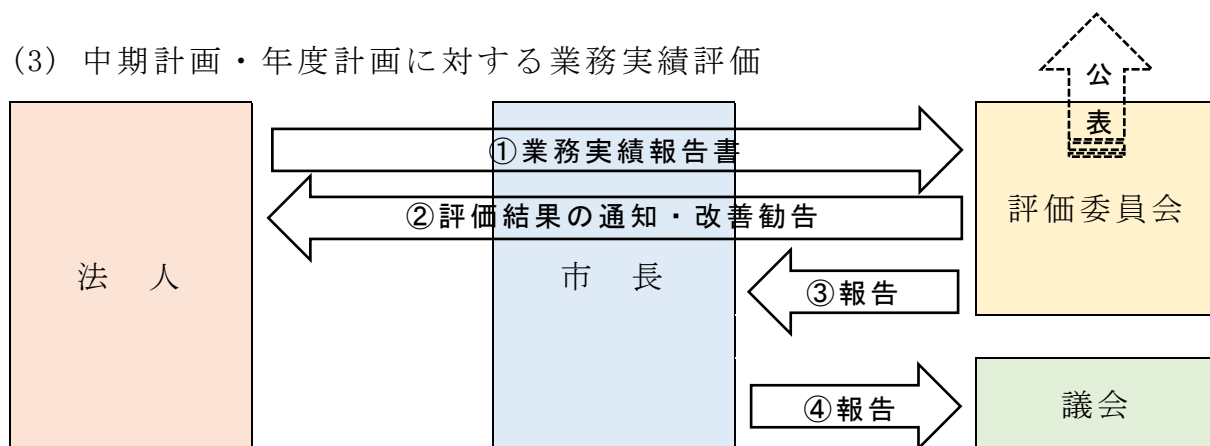 (3) 中期計画・年度計画に対する業務実績評価
公表
①業務実績報告書
②評価結果の通知・改善勧告
評価委員会
法　人
市　長
③報告
④報告
議会